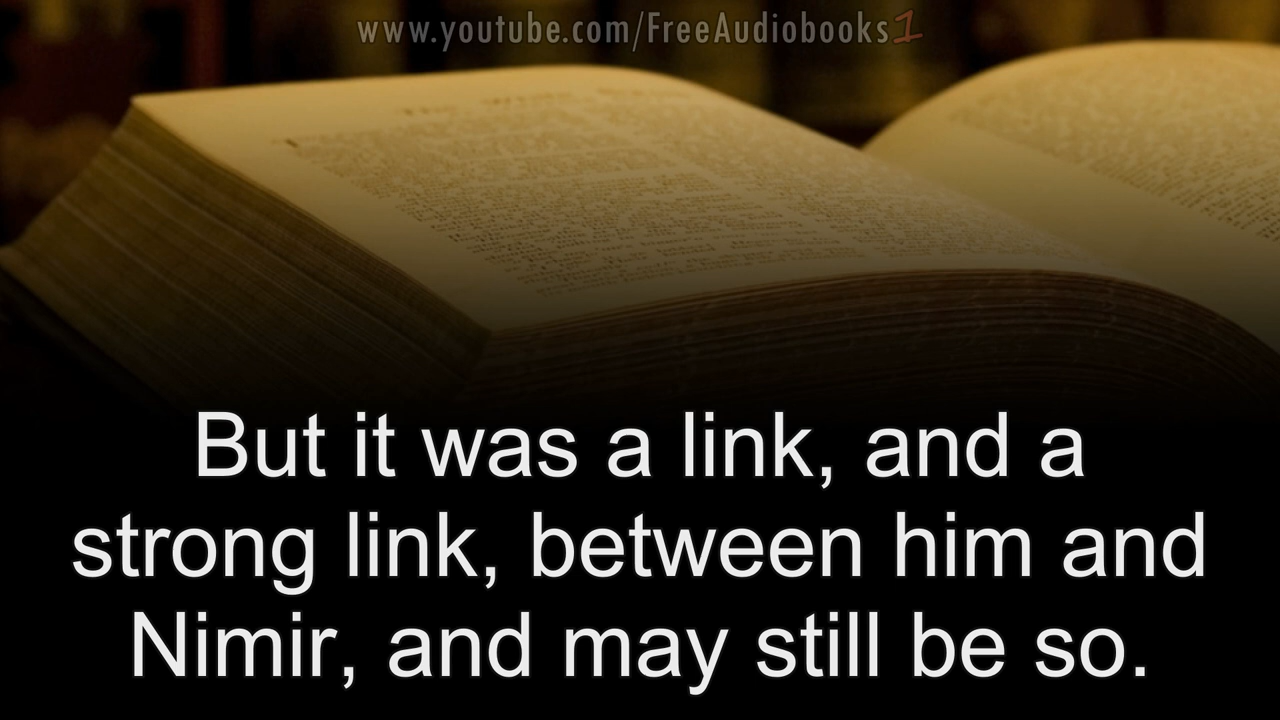 www.youtube.com/FreeAudiobooks1
But it was a link, and a
strong link, between him and
Nimir, and may still be so.